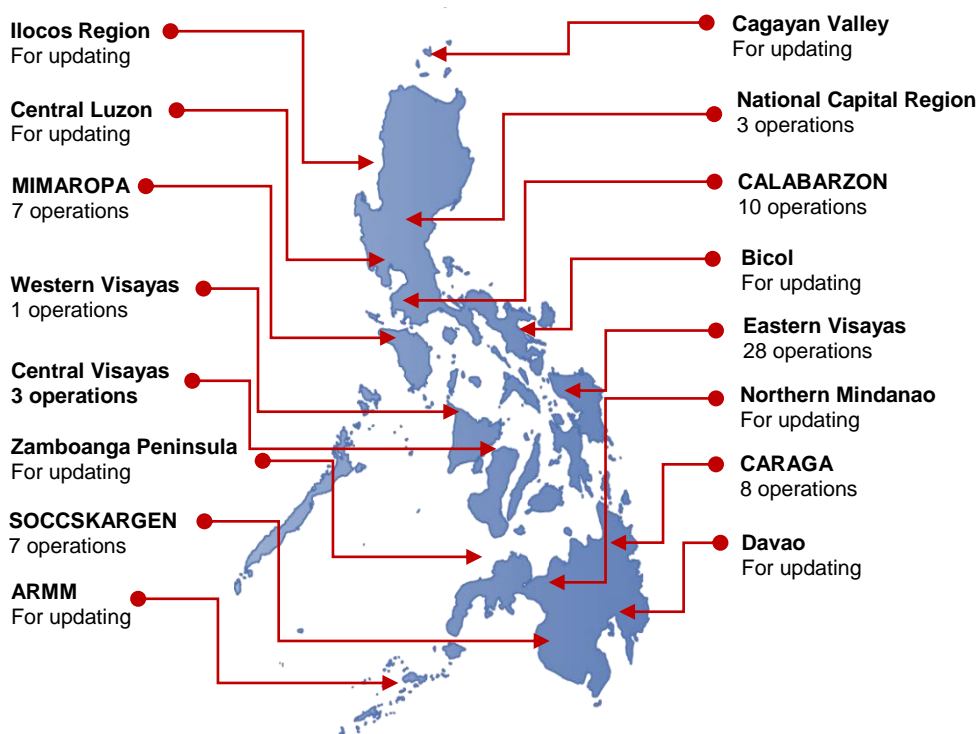 Ilocos Region
For updating
Central Luzon
For updating
MIMAROPA
7 operations
Western Visayas
1 operations
Central Visayas
3 operations
Zamboanga Peninsula
For updating
SOCCSKARGEN
7 operations
ARMM
For updating
Cagayan Valley
For updating
National Capital Region
3 operations
CALABARZON
10 operations
Bicol
For updating
Eastern Visayas
28 operations
Northern Mindanao
For updating
CARAGA
8 operations
Davao
For updating